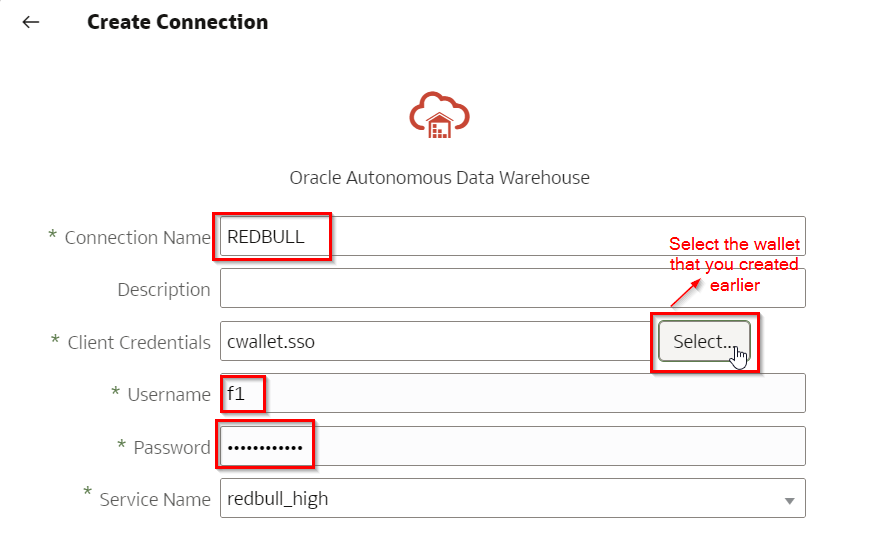 Create Connection
Oracle Autonomous Data Warehouse
* Connection Name REDBULL
Select the wallet
that you created
earlier
Description
* Client Credentials cwallet.sso Select...
* Username f1
* Password ••••••••••••
* Service Name redbull_high